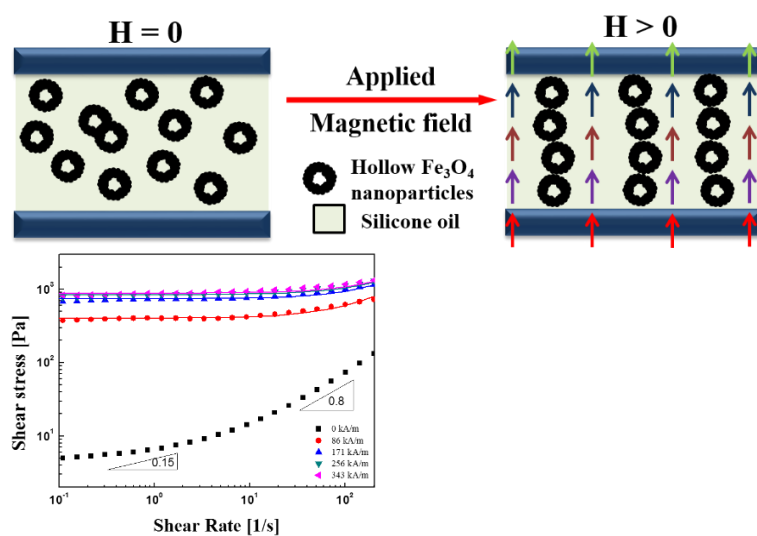 H = 0
H > 0
Applied
Magnetic field
Hollow Fe₃O₄
nanoparticles
Silicone oil
Shear stress [Pa]
10³
10²
10¹
0.8
0.15
0 kA/m
86 kA/m
171 kA/m
256 kA/m
343 kA/m
10⁻¹ 10⁰ 10¹ 10²
Shear Rate [1/s]